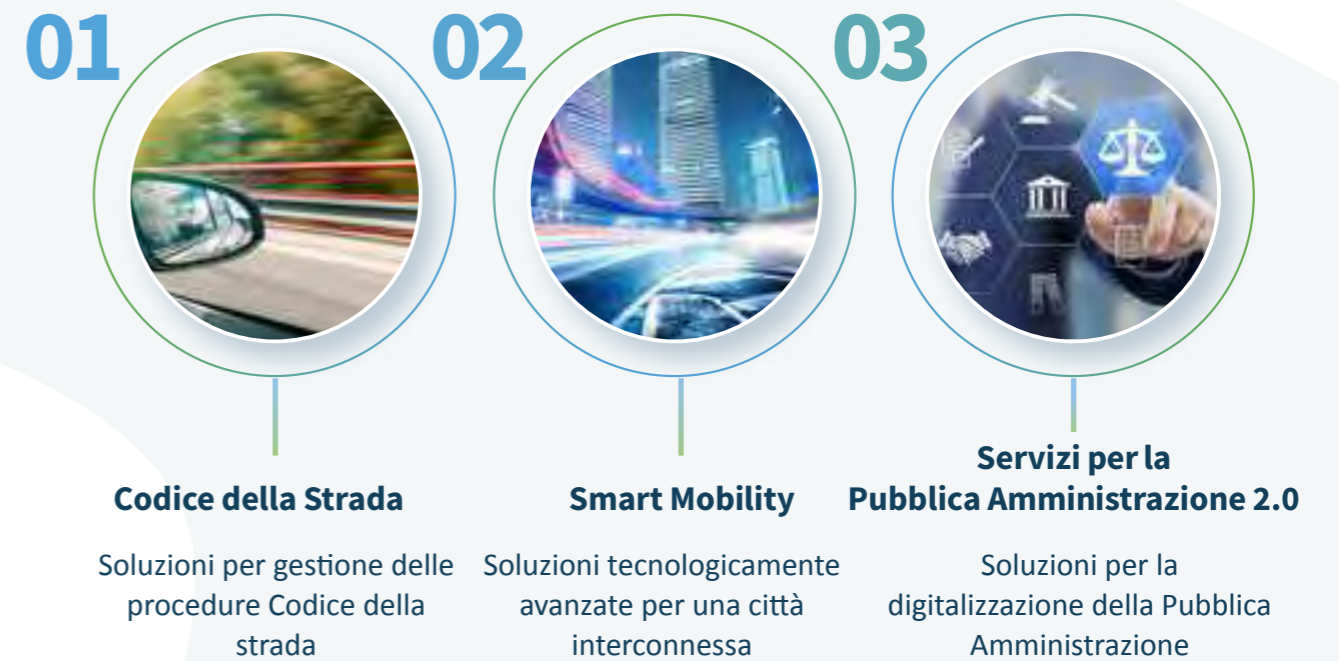 01
02
03
Codice della Strada
Soluzioni per gestione delle
procedure Codice della
strada
Smart Mobility
Soluzioni tecnologicamente
avanzate per una città
interconnessa
Servizi per la
Pubblica Amministrazione 2.0
Soluzioni per la
digitalizzazione della Pubblica
Amministrazione